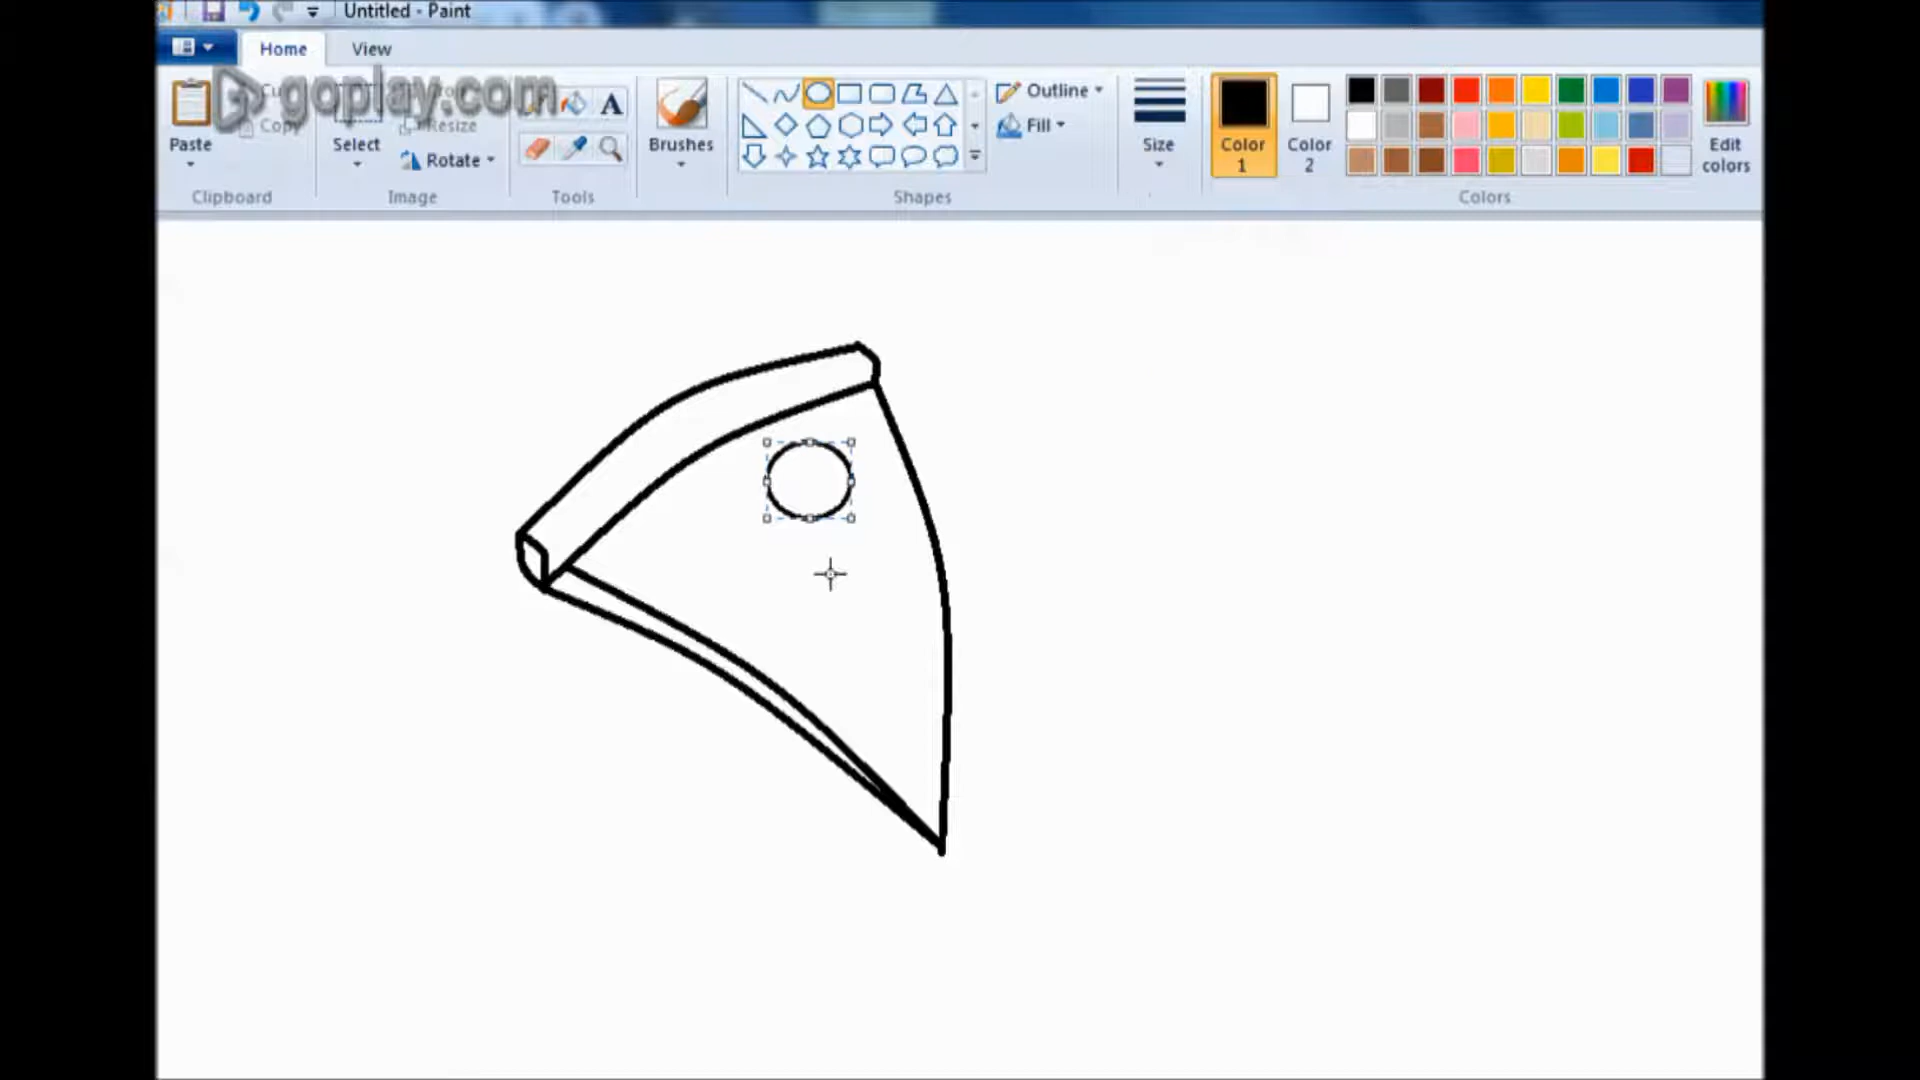 Untitled - Paint
Home View
goplay.com
Copy
Resize
Rotate
A
Paste
Select
Brushes
Outline
Fill
Size
Color 1
Color 2
Edit colors
Clipboard Image Tools Shapes Colors